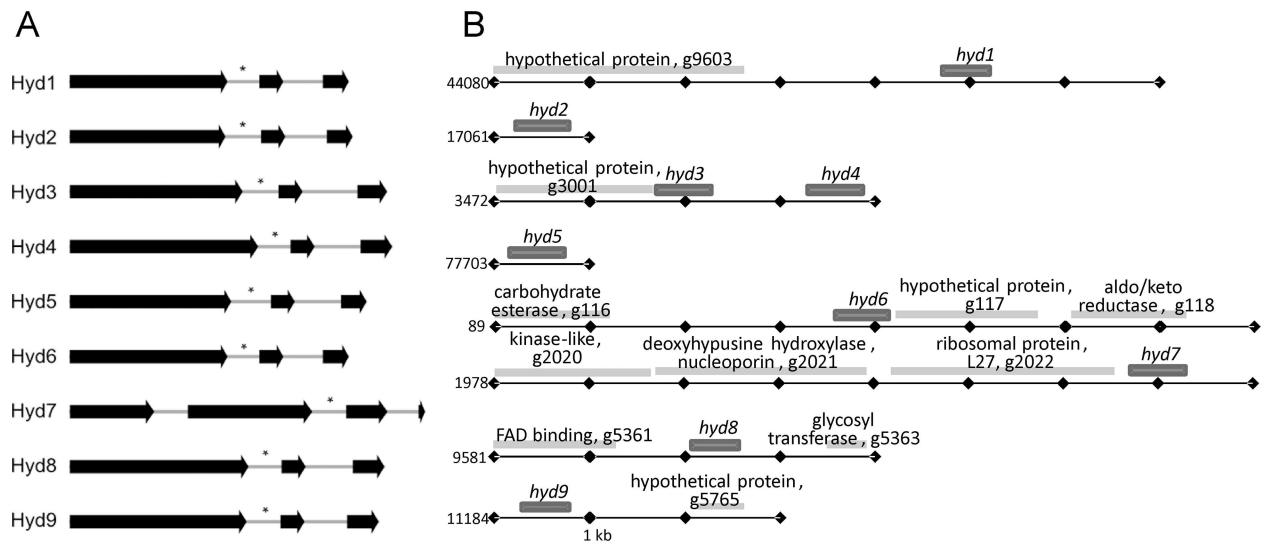 A
Hyd1 *
Hyd2 *
Hyd3 *
Hyd4 *
Hyd5 *
Hyd6 *
Hyd7 *
Hyd8 *
Hyd9 *
B
hypothetical protein, g9603
hyd1
44080
hyd2
17061
hypothetical protein,
g3001
hyd3
hyd4
3472
hyd5
77703
carbohydrate
esterase, g116
hyd6
hypothetical protein,
g117
aldo/keto
reductase, g118
89
kinase-like,
g2020
deoxyhypusine hydroxylase,
nucleoporin, g2021
ribosomal protein,
L27, g2022
hyd7
1978
FAD binding, g5361
hyd8
glycosyl
transferase, g5363
9581
hyd9
hypothetical protein,
g5765
11184
1 kb